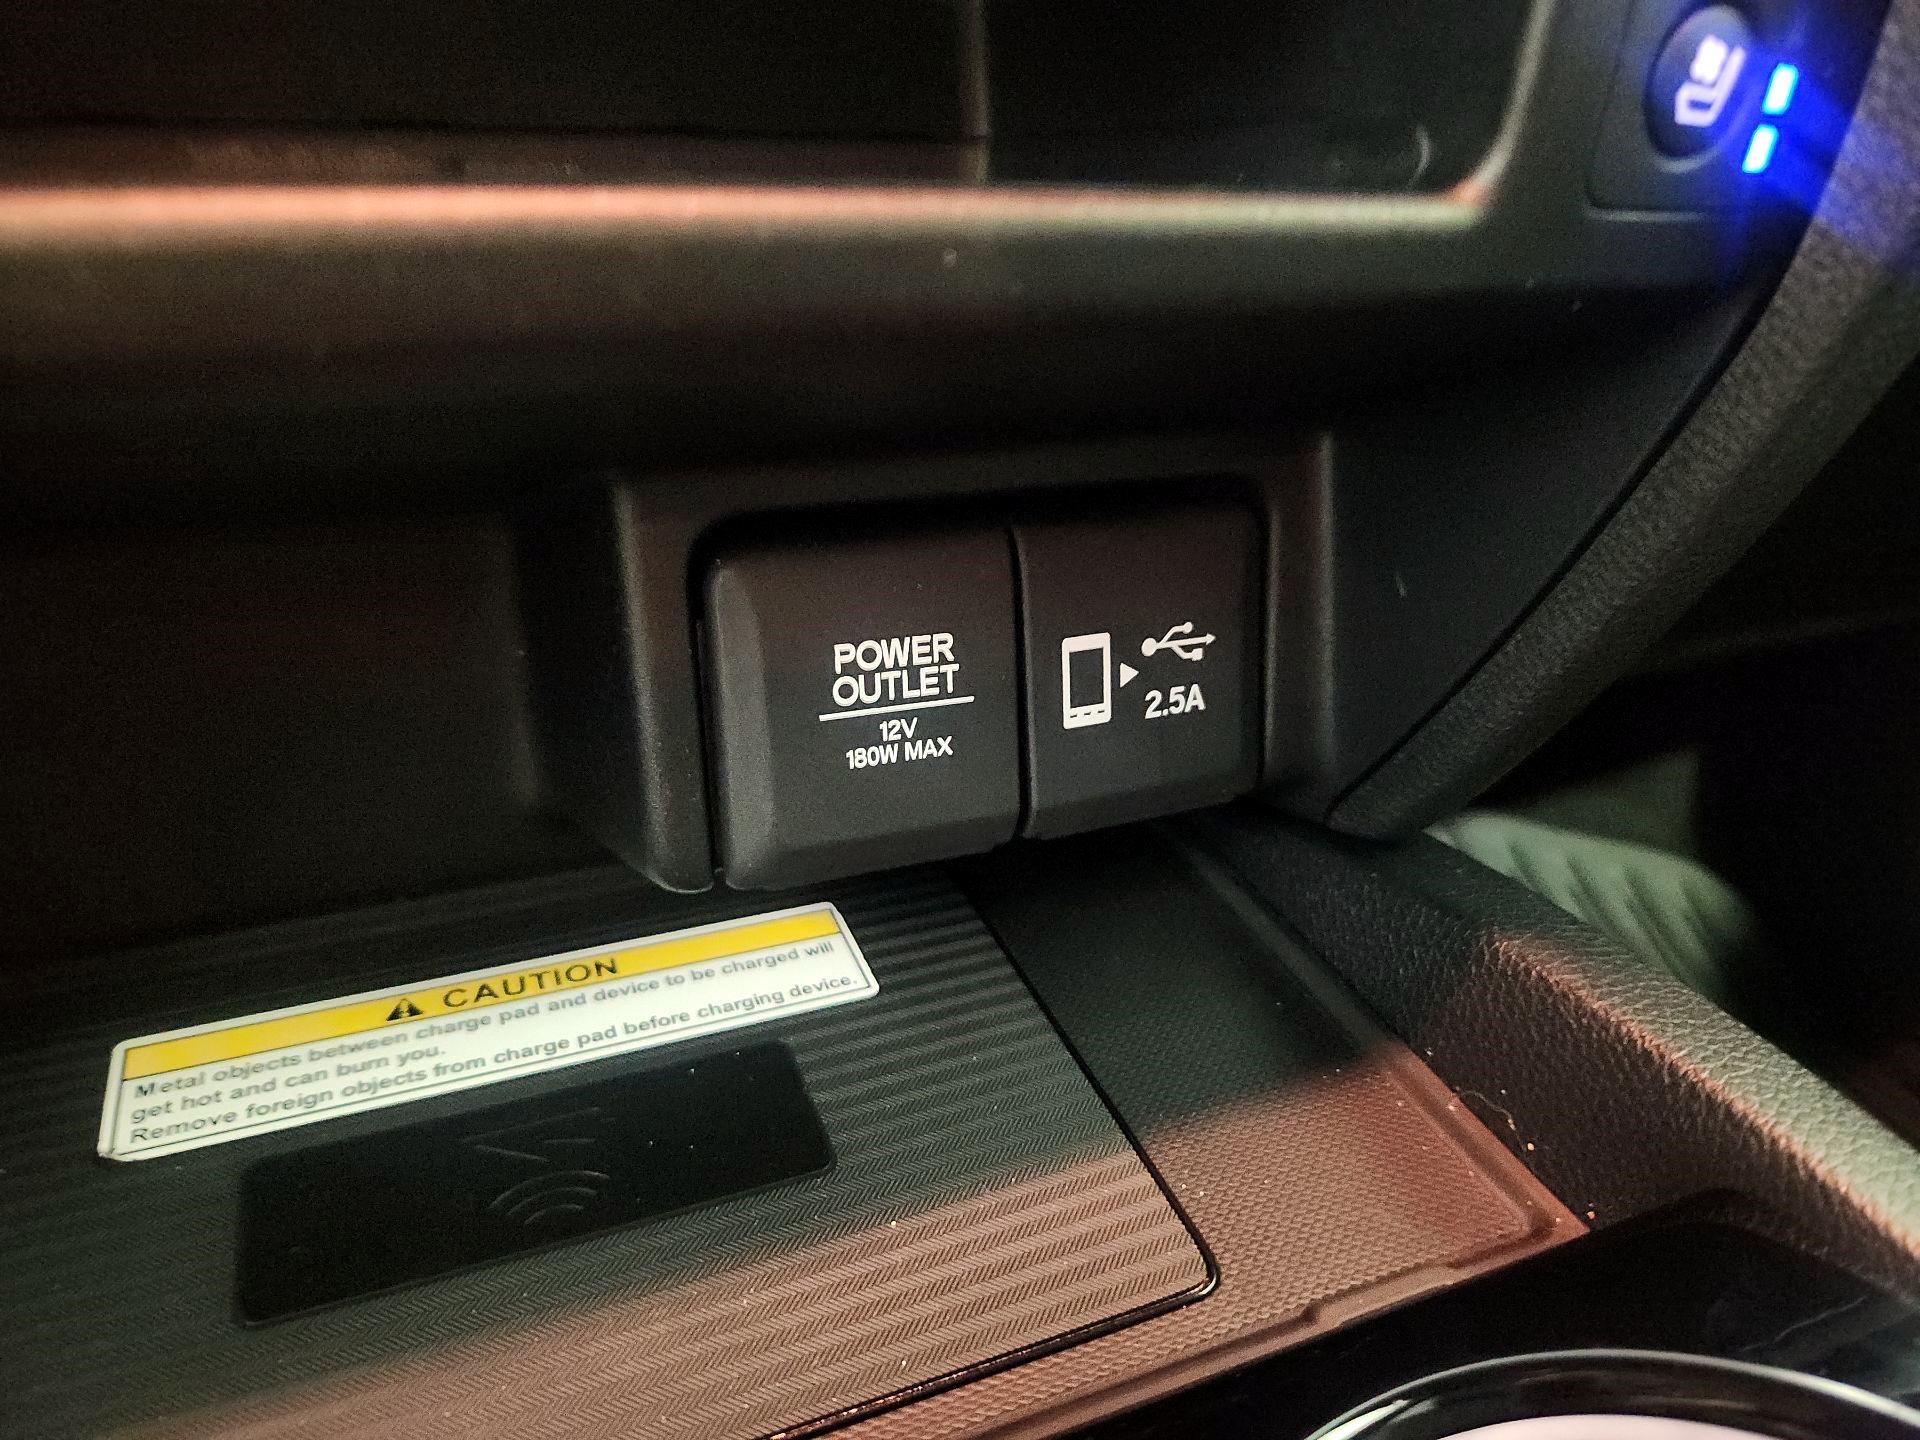 POWER
OUTLET
12V
180W MAX
2.5A
CAUTION
Metal objects between charge pad and device to be charged will
get hot and can burn you.
Remove foreign objects from charge pad before charging device.